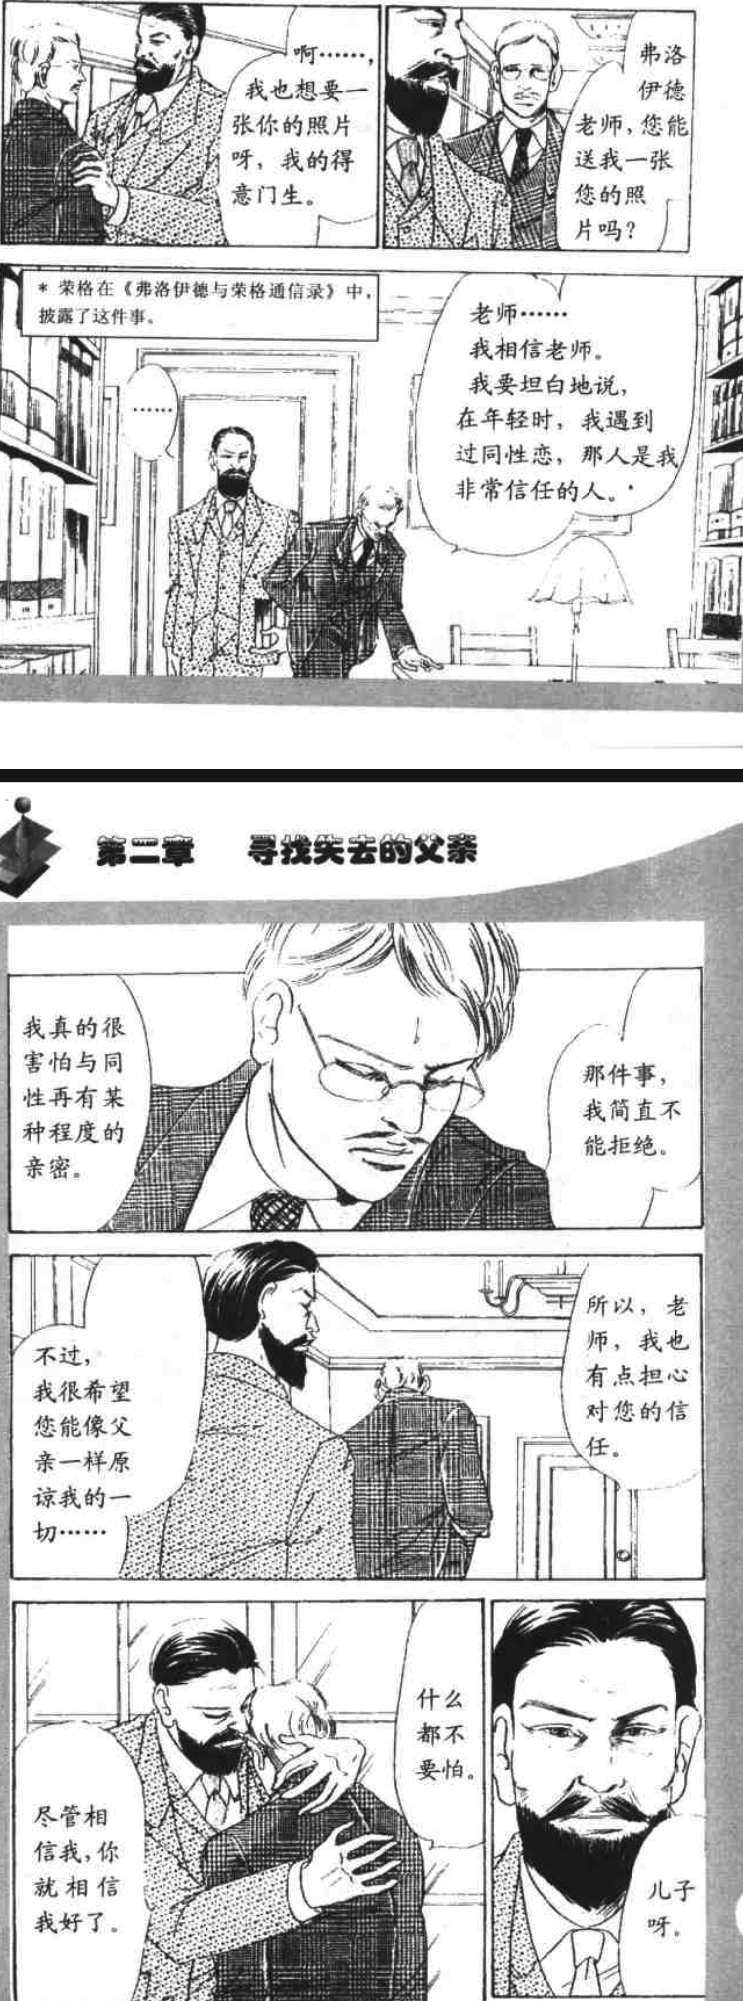 弗洛
伊德
老师，您能
送我一张
您的照
片吗？
啊……，
我也想要一
张你的照片
呀，我的得
意门生。
老师……
我相信老师。
我要坦白地说，
在年轻时，我遇到
过同性恋，那人是我
非常信任的人。*
……
* 荣格在《弗洛伊德与荣格通信录》中，
披露了这件事。
第二章 寻找失去的父亲
那件事，
我简直不
能拒绝。
我真的很
害怕与同
性再有某
种程度的
亲密。
所以，老
师，我也
有点担心
对您的信
任。
不过，
我很希望
您能像父
亲一样原
谅我的一
切……
儿子
呀。
什么
都不
要怕。
尽管相
信我，你
就相信
我好了。